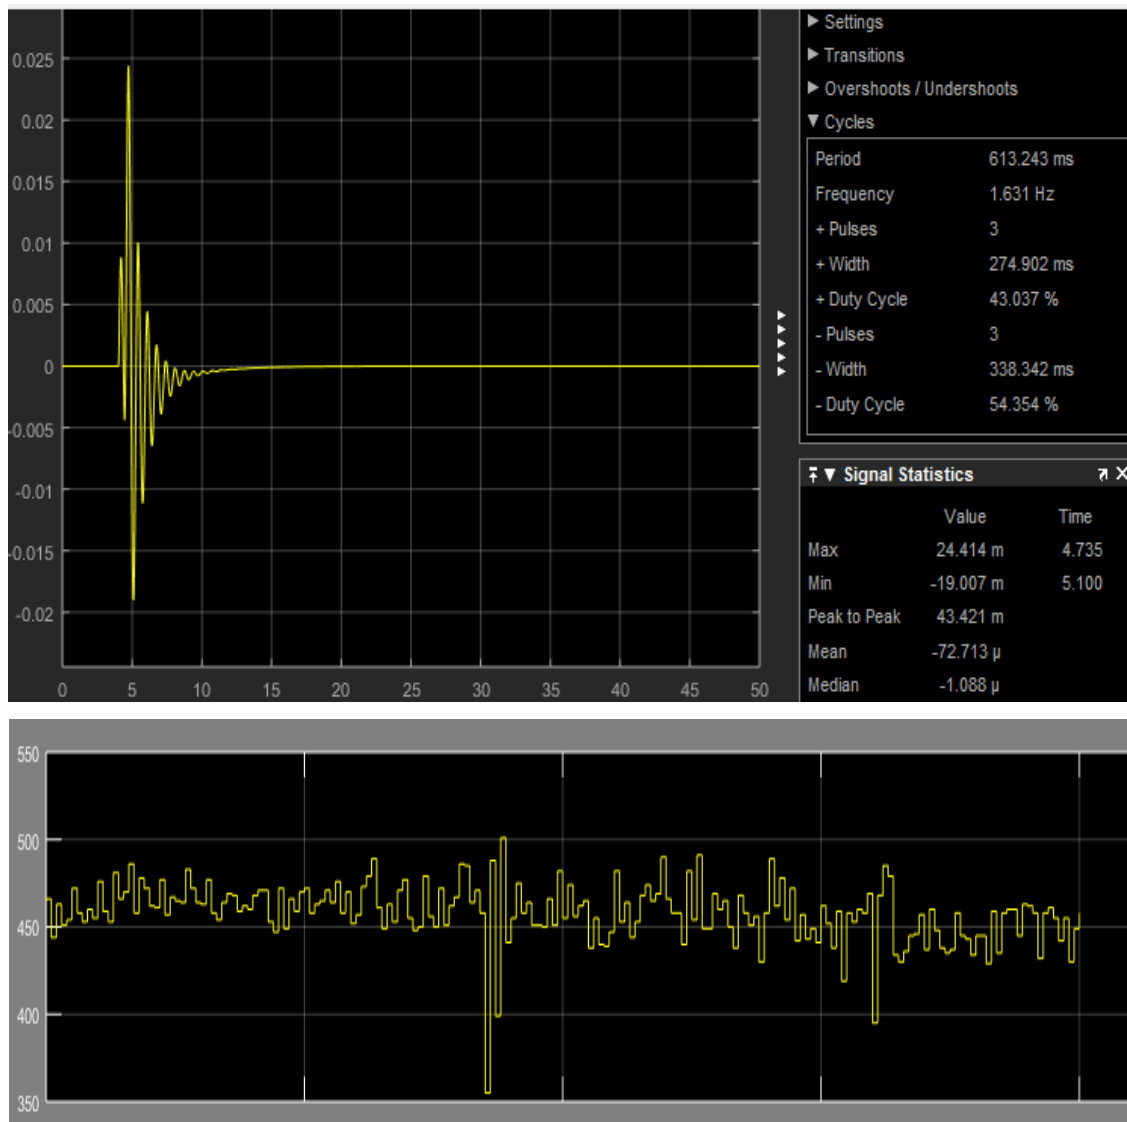 0.025
0.02
0.015
0.01
0.005
0
-0.005
-0.01
-0.015
-0.02
0 5 10 15 20 25 30 35 40 45 50
Settings
Transitions
Overshoots / Undershoots
Cycles
Period 613.243 ms
Frequency 1.631 Hz
+ Pulses 3
+ Width 274.902 ms
+ Duty Cycle 43.037 %
- Pulses 3
- Width 338.342 ms
- Duty Cycle 54.354 %
Signal Statistics
Value Time
Max 24.414 m 4.735
Min -19.007 m 5.100
Peak to Peak 43.421 m
Mean -72.713 µ
Median -1.088 µ
550
500
450
400
350